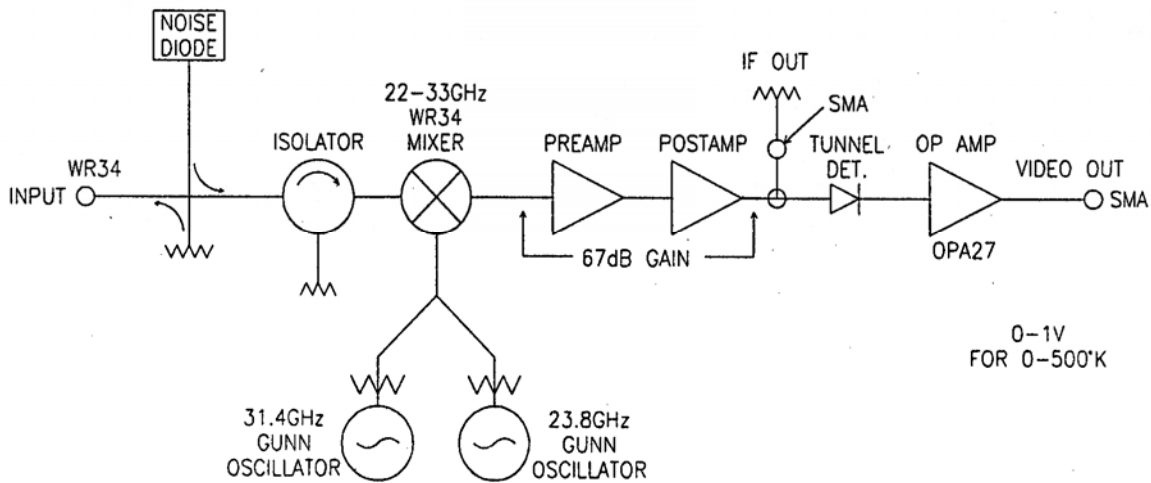 NOISE
DIODE
WR34
INPUT
ISOLATOR
22-33GHz
WR34
MIXER
PREAMP
POSTAMP
67dB GAIN
IF OUT
SMA
TUNNEL
DET.
OP AMP
OPA27
VIDEO OUT
SMA
31.4GHz
GUNN
OSCILLATOR
23.8GHz
GUNN
OSCILLATOR
0-1V
FOR 0-500°K